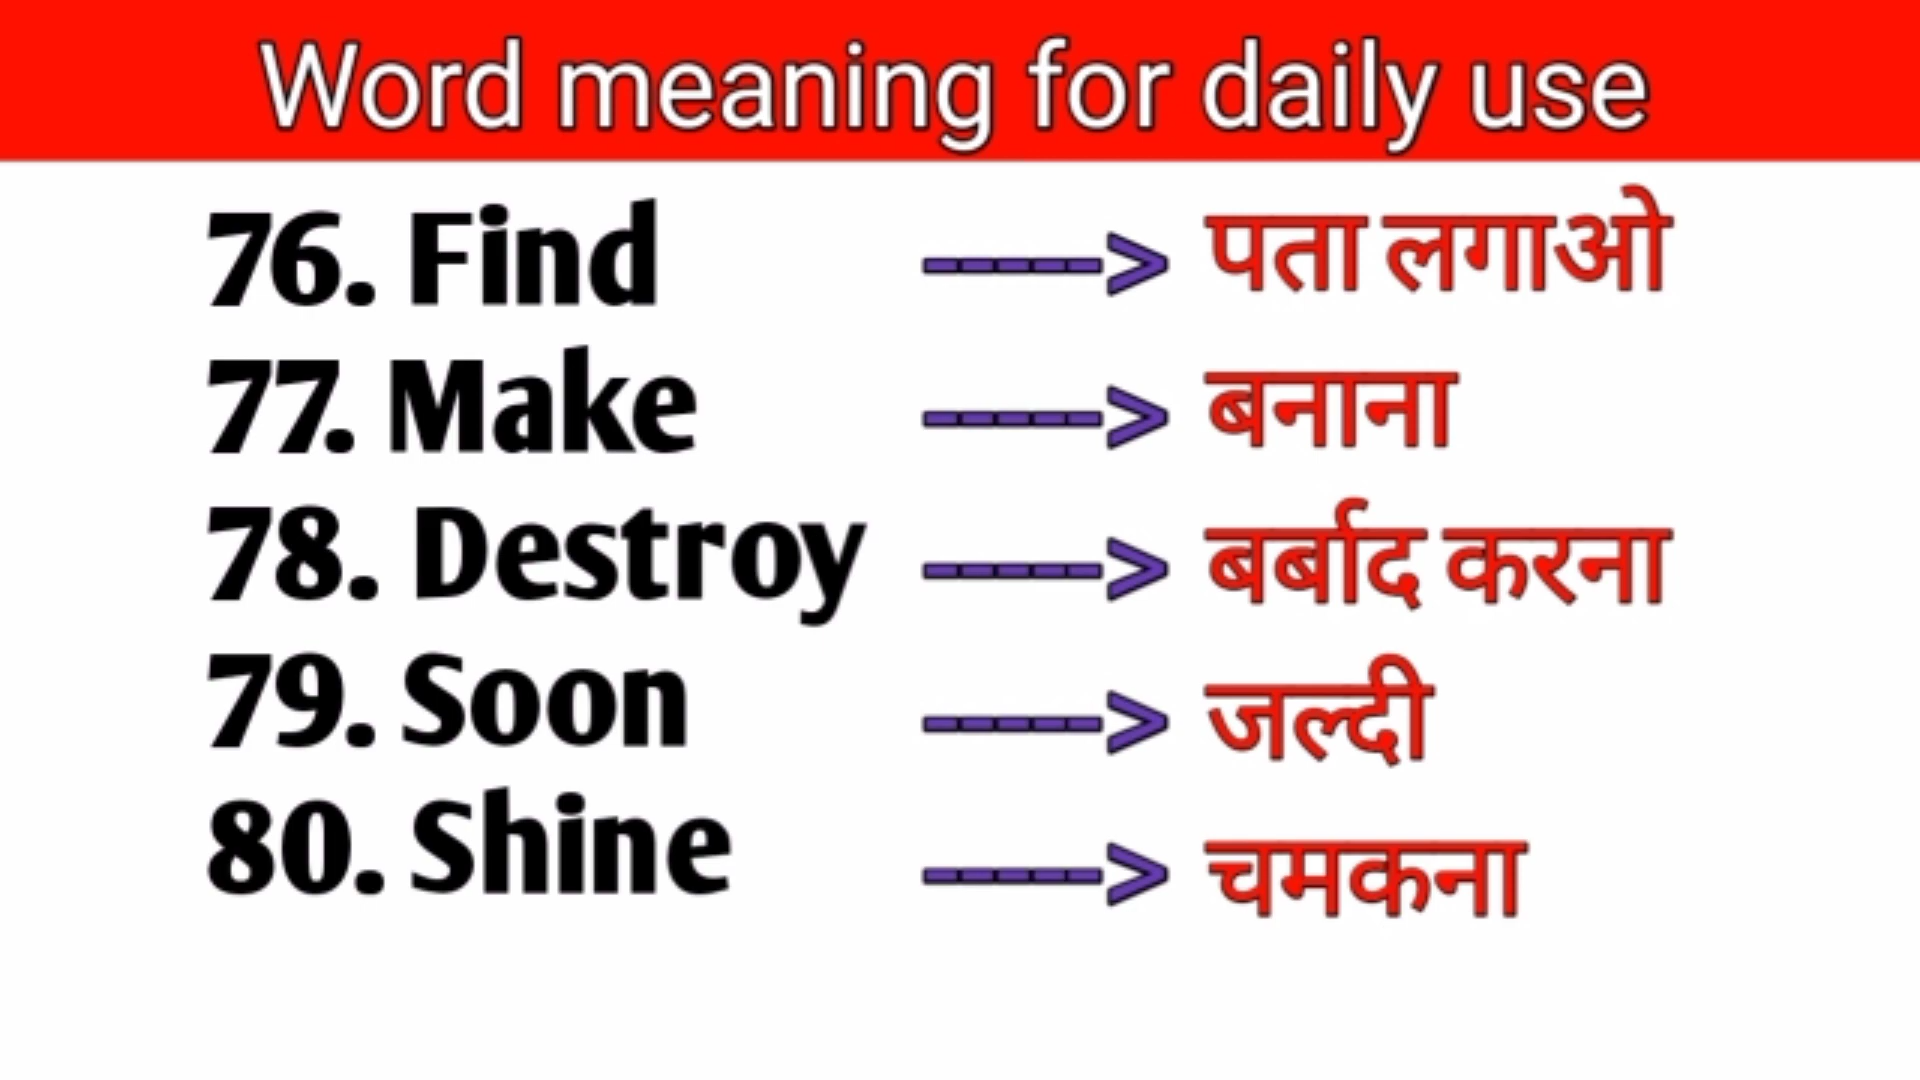 Word meaning for daily use
76. Find -----> पता लगाओ
77. Make -----> बनाना
78. Destroy -----> बर्बाद करना
79. Soon -----> जल्दी
80. Shine -----> चमकना